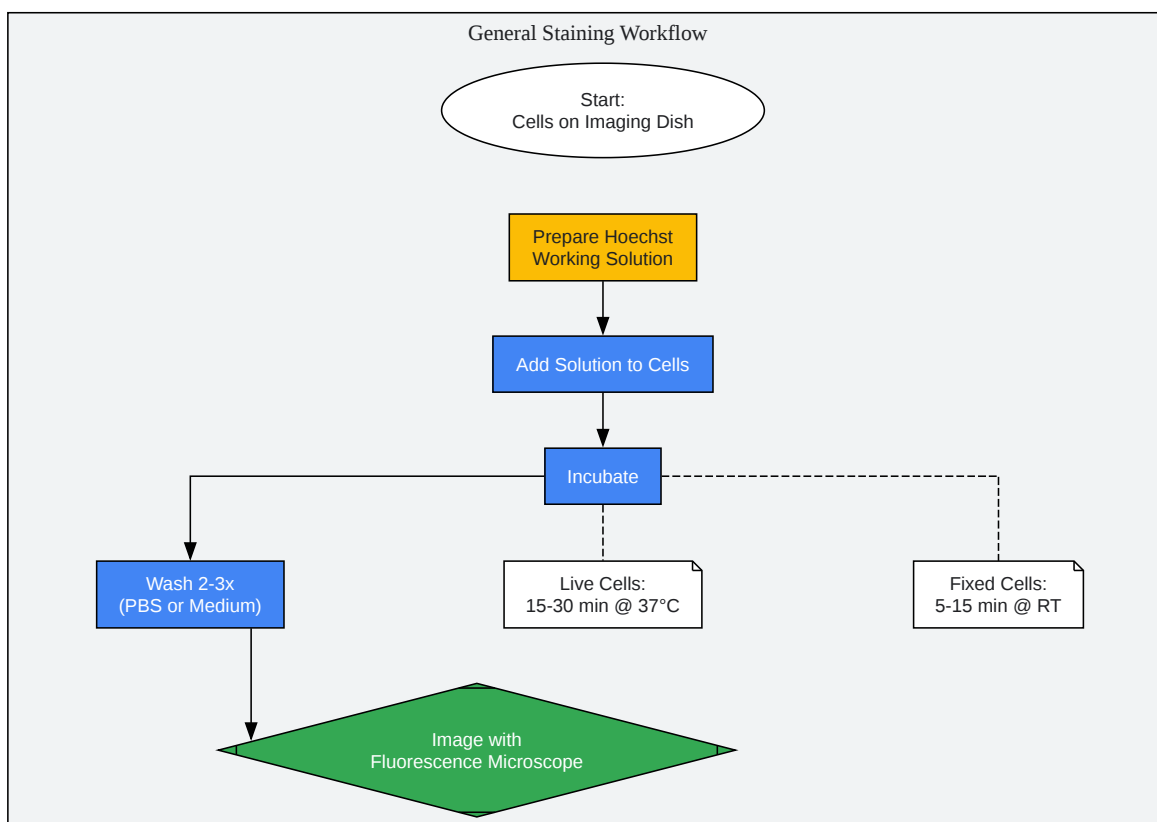 General Staining Workflow
Start:
Cells on Imaging Dish
Prepare Hoechst
Working Solution
Add Solution to Cells
Incubate
Wash 2-3x
(PBS or Medium)
Live Cells:
15-30 min @ 37°C
Fixed Cells:
5-15 min @ RT
Image with
Fluorescence Microscope